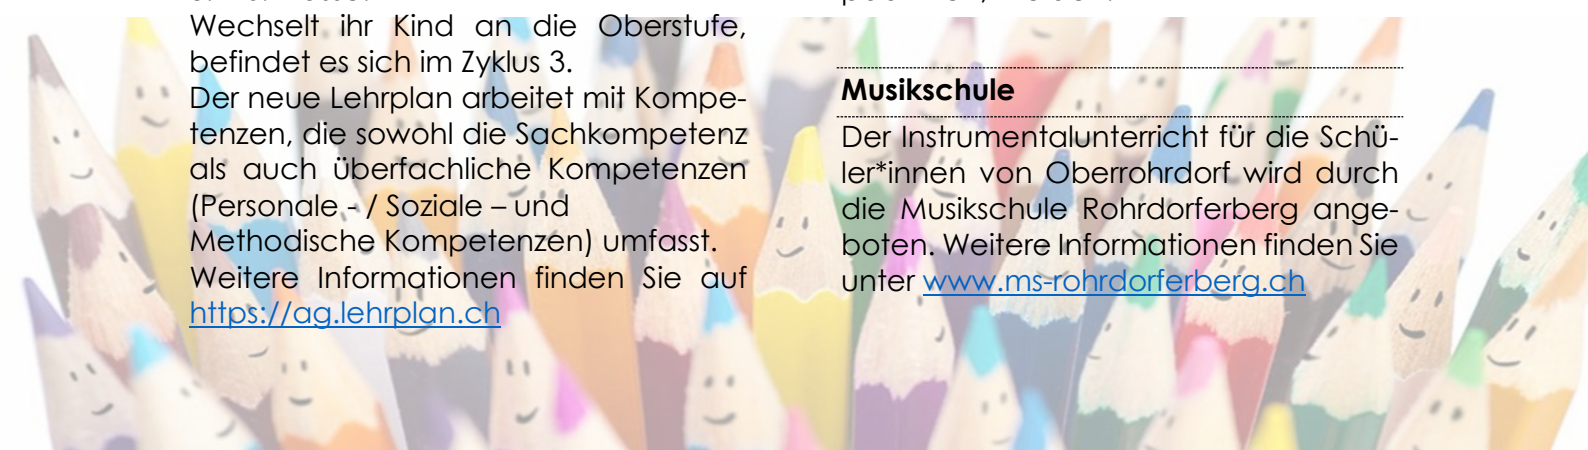 Wechselt ihr Kind an die Oberstufe,
befindet es sich im Zyklus 3.
Der neue Lehrplan arbeitet mit Kompe-
tenzen, die sowohl die Sachkompetenz
als auch überfachliche Kompetenzen
(Personale - / Soziale – und
Methodische Kompetenzen) umfasst.
Weitere Informationen finden Sie auf
https://ag.lehrplan.ch
Musikschule
Der Instrumentalunterricht für die Schü-
ler*innen von Oberrohrdorf wird durch
die Musikschule Rohrdorferberg ange-
boten. Weitere Informationen finden Sie
unter www.ms-rohrdorferberg.ch